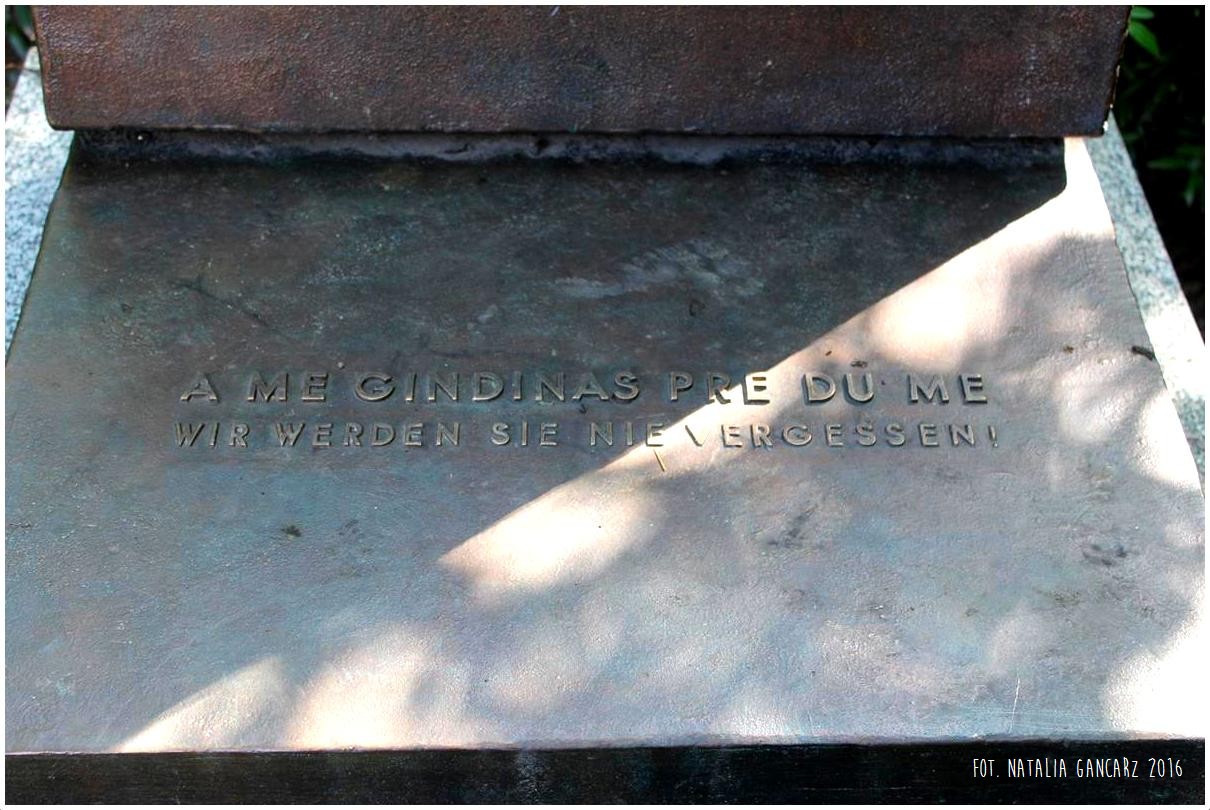 A ME GINDINAS PRE DU ME
WIR WERDEN SIE NIE VERGESSEN!
FOT. NATALIA GANCARZ 2016